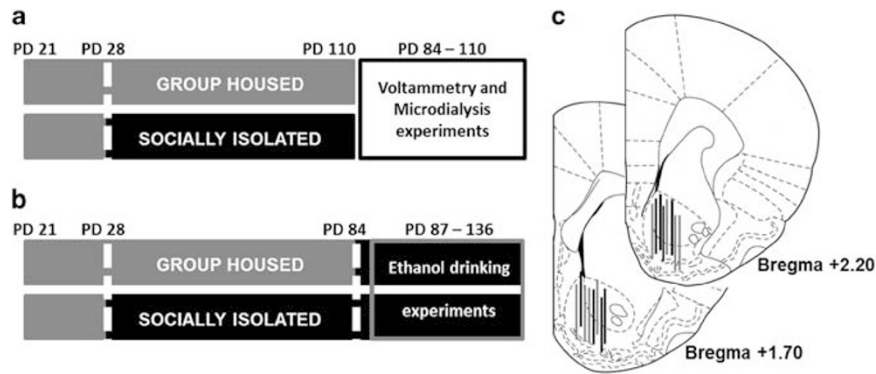 a
PD 21 PD 28 PD 110 PD 84 – 110
GROUP HOUSED
SOCIALLY ISOLATED
Voltammetry and
Microdialysis
experiments
b
PD 21 PD 28 PD 84 PD 87 – 136
GROUP HOUSED
SOCIALLY ISOLATED
Ethanol drinking
experiments
c
Bregma +2.20
Bregma +1.70